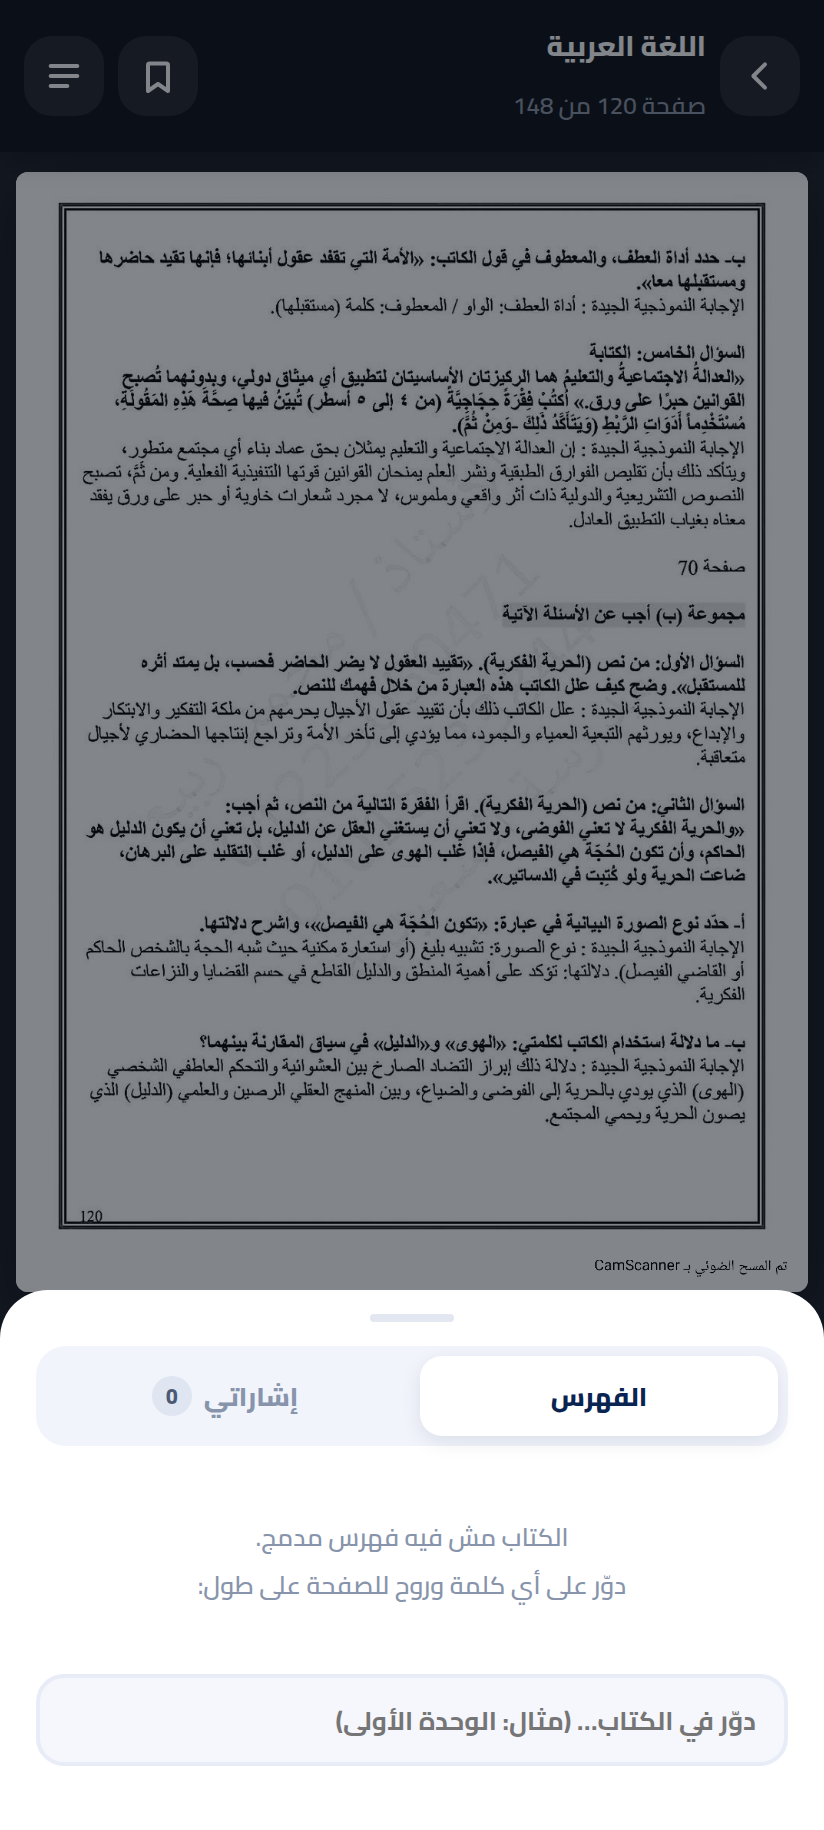 اللغة العربية
صفحة 120 من 148
ب- حدد أداة العطف، والمعطوف في قول الكاتب: «الأمة التي تقفد عقول أبنائها؛ فإنها تقيد حاضرها
ومستقبلها معا».
الإجابة النموذجية الجيدة : أداة العطف: الواو / المعطوف: كلمة (مستقبلها).
السؤال الخامس: الكتابة
«العدالةُ الاجتماعيةُ والتعليمُ هما الركيزتان الأساسيتان لتطبيق أي ميثاق دولي، وبدونهما تُصبح
القوانين حبرًا على ورق.» أُكتُبْ فِقْرَةً حِجَاجِيَّةً (من ٤ إلى ٥ أسطر) تُبيّنُ فيها صِحَّةَ هَذِهِ المَقُولَةِ،
مُسْتَخْدِماً أَدَوَاتِ الرَّبْطِ (وَيَتَأَكَّدُ ذَلِكَ -وَمِنْ ثَمَّ).
الإجابة النموذجية الجيدة : إن العدالة الاجتماعية والتعليم يمثلان بحق عماد بناء أي مجتمع متطور،
ويتأكد ذلك بأن تقليص الفوارق الطبقية ونشر العلم يمنحان القوانين قوتها التنفيذية الفعلية. ومن ثَمَّ، تصبح
النصوص التشريعية والدولية ذات أثر واقعي وملموس، لا مجرد شعارات خاوية أو حبر على ورق يفقد
معناه بغياب التطبيق العادل.
صفحة 70
مجموعة (ب) أجب عن الأسئلة الآتية
السؤال الأول: من نص (الحرية الفكرية). «تقييد العقول لا يضر الحاضر فحسب، بل يمتد أثره
للمستقبل». وضح كيف علل الكاتب هذه العبارة من خلال فهمك للنص.
الإجابة النموذجية الجيدة : علل الكاتب ذلك بأن تقييد عقول الأجيال يحرمهم من ملكة التفكير والابتكار
والإبداع، ويورثهم التبعية العمياء والجمود، مما يؤدي إلى تأخر الأمة وتراجع إنتاجها الحضاري لأجيال
متعاقبة.
السؤال الثاني: من نص (الحرية الفكرية). اقرأ الفقرة التالية من النص، ثم أجب:
«والحرية الفكرية لا تعني الفوضى، ولا تعني أن يستغني العقل عن الدليل، بل تعني أن يكون الدليل هو
الحاكم، وأن تكون الحُجَّة هي الفيصل، فإذا غلب الهوى على الدليل، أو غلب التقليد على البرهان،
ضاعت الحرية ولو كُتِبت في الدساتير».
أ- حدّد نوع الصورة البيانية في عبارة: «تكون الحُجَّة هي الفيصل»، واشرح دلالتها.
الإجابة النموذجية الجيدة : نوع الصورة: تشبيه بليغ (أو استعارة مكنية حيث شبه الحجة بالشخص الحاكم
أو القاضي الفيصل). دلالتها: تؤكد على أهمية المنطق والدليل القاطع في حسم القضايا والنزاعات
الفكرية.
ب- ما دلالة استخدام الكاتب لكلمتي: «الهوى» و«الدليل» في سياق المقارنة بينهما؟
الإجابة النموذجية الجيدة : دلالة ذلك إبراز التضاد الصارخ بين العشوائية والتحكم العاطفي الشخصي
(الهوى) الذي يودي بالحرية إلى الفوضى والضياع، وبين المنهج العقلي الرصين والعلمي (الدليل) الذي
يصون الحرية ويحمي المجتمع.
120
تم المسح الضوئي بـ CamScanner
الفهرس
إشاراتي 0
الكتاب مش فيه فهرس مدمج.
دوّر على أي كلمة وروح للصفحة على طول:
دوّر في الكتاب... (مثال: الوحدة الأولى)